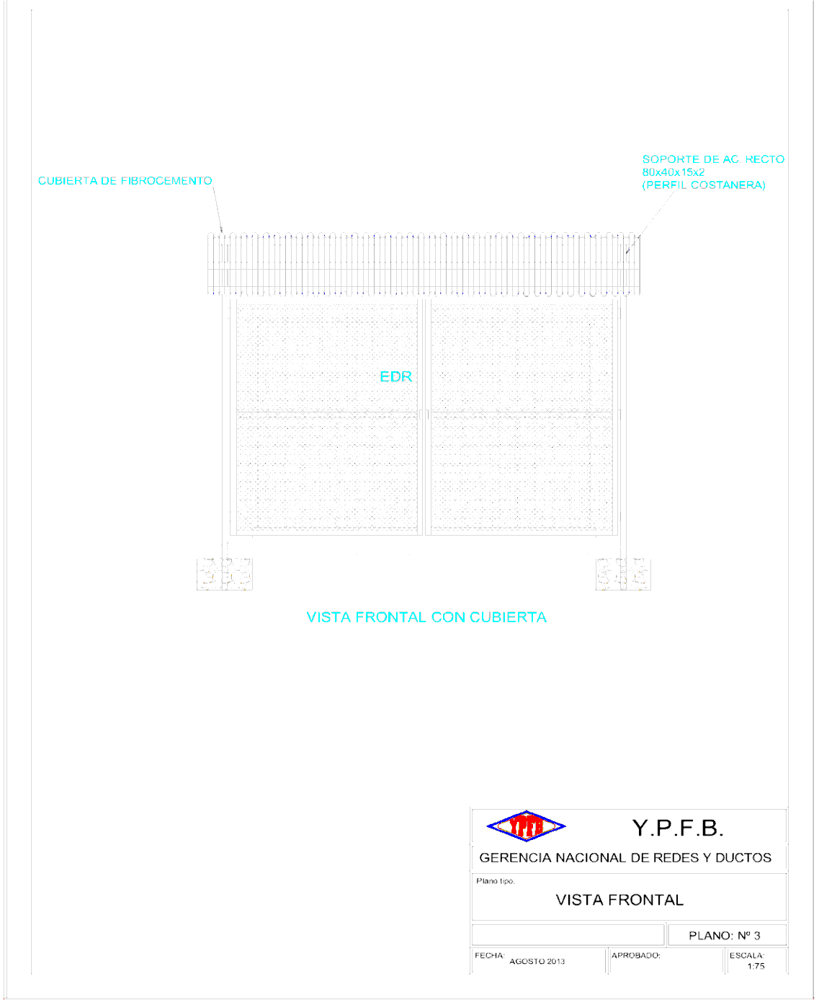 SOPORTE DE AC. RECTO
80x40x15x2
(PERFIL COSTANERA)
CUBIERTA DE FIBROCEMENTO
EDR
VISTA FRONTAL CON CUBIERTA
YPFB
Y.P.F.B.
GERENCIA NACIONAL DE REDES Y DUCTOS
Plano tipo.
VISTA FRONTAL
PLANO: Nº 3
FECHA:
AGOSTO 2013
APROBADO:
ESCALA:
1:75